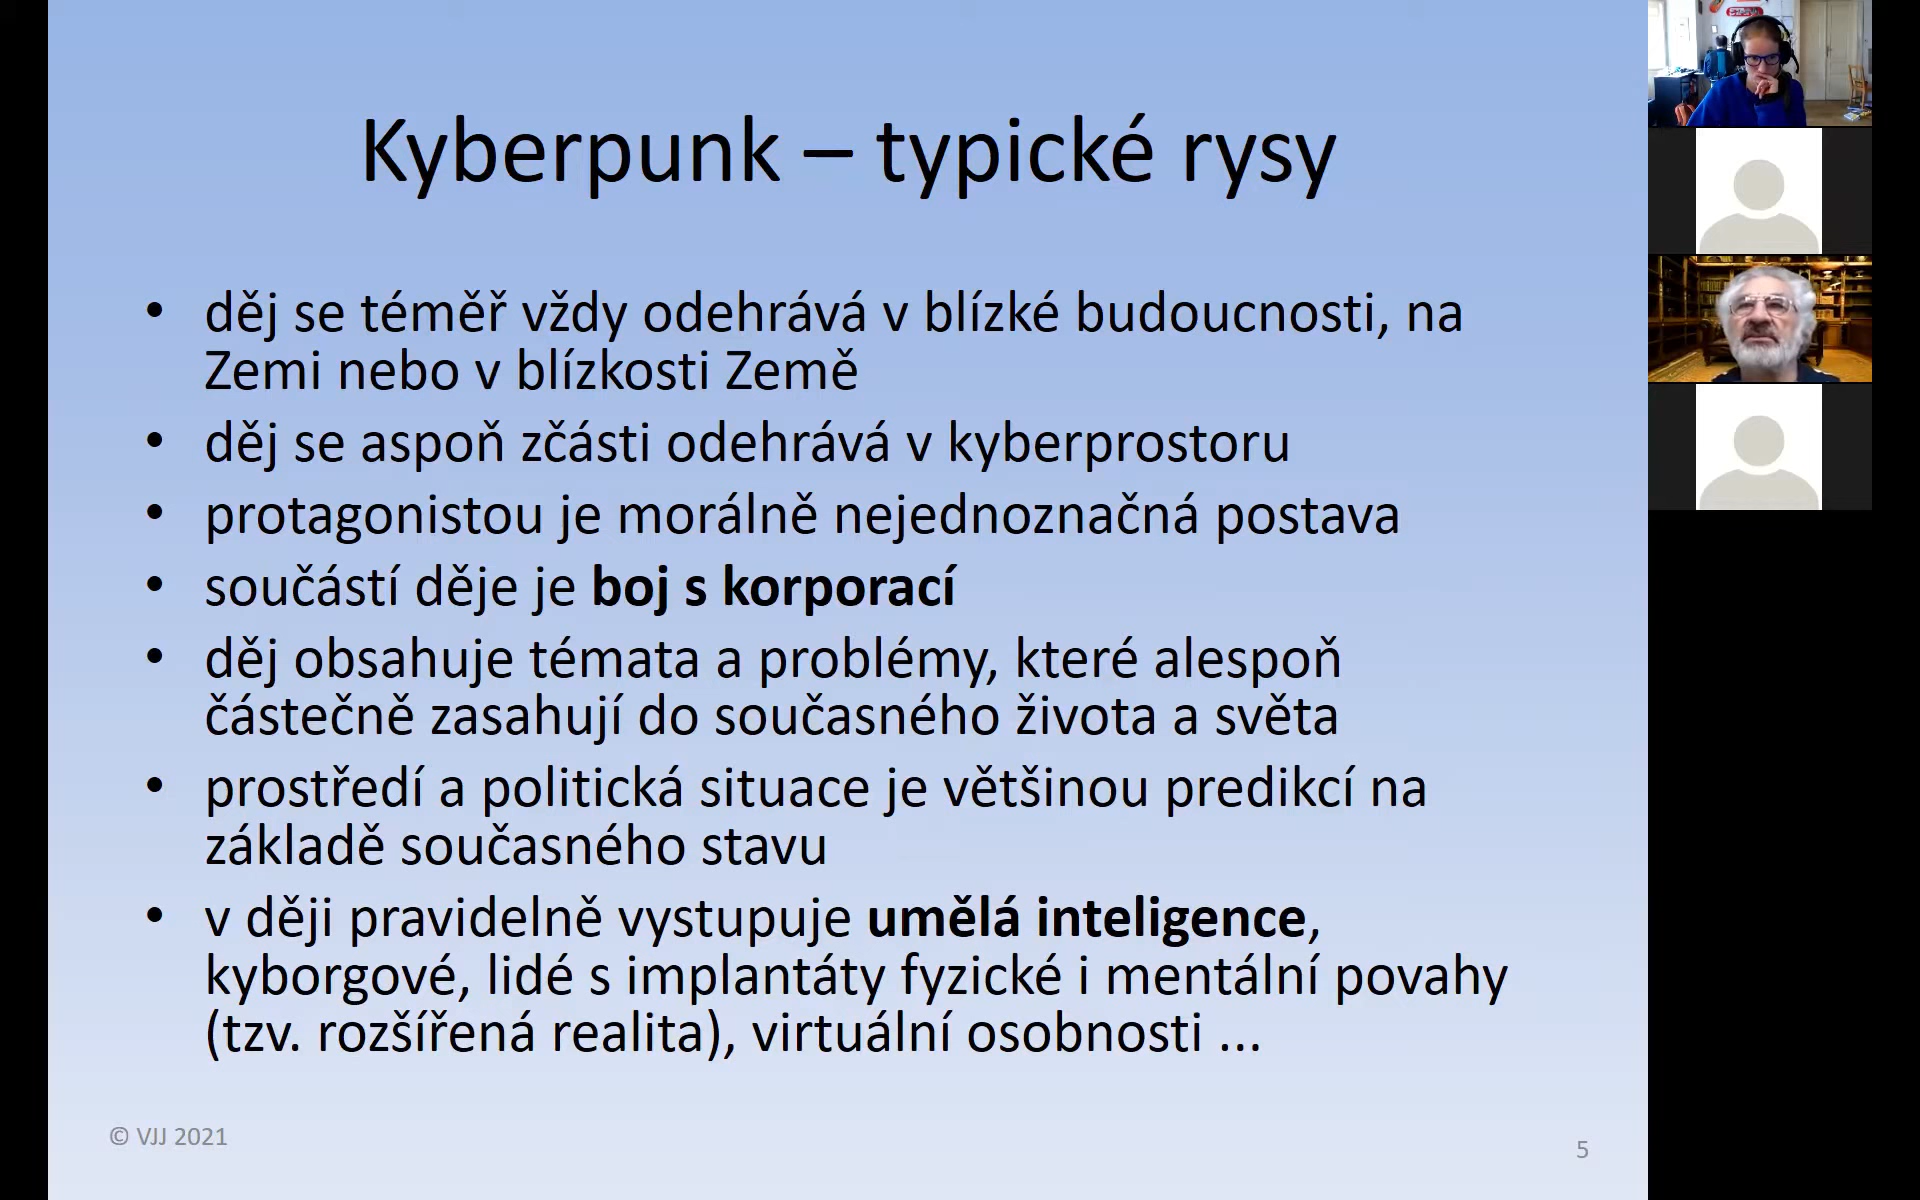 Kyberpunk – typické rysy
• děj se téměř vždy odehrává v blízké budoucnosti, na
Zemi nebo v blízkosti Země
• děj se aspoň zčásti odehrává v kyberprostoru
• protagonistou je morálně nejednoznačná postava
• součástí děje je boj s korporací
• děj obsahuje témata a problémy, které alespoň
částečně zasahují do současného života a světa
• prostředí a politická situace je většinou predikcí na
základě současného stavu
• v ději pravidelně vystupuje umělá inteligence,
kyborgové, lidé s implantáty fyzické i mentální povahy
(tzv. rozšířená realita), virtuální osobnosti ...
© VJJ 2021
5